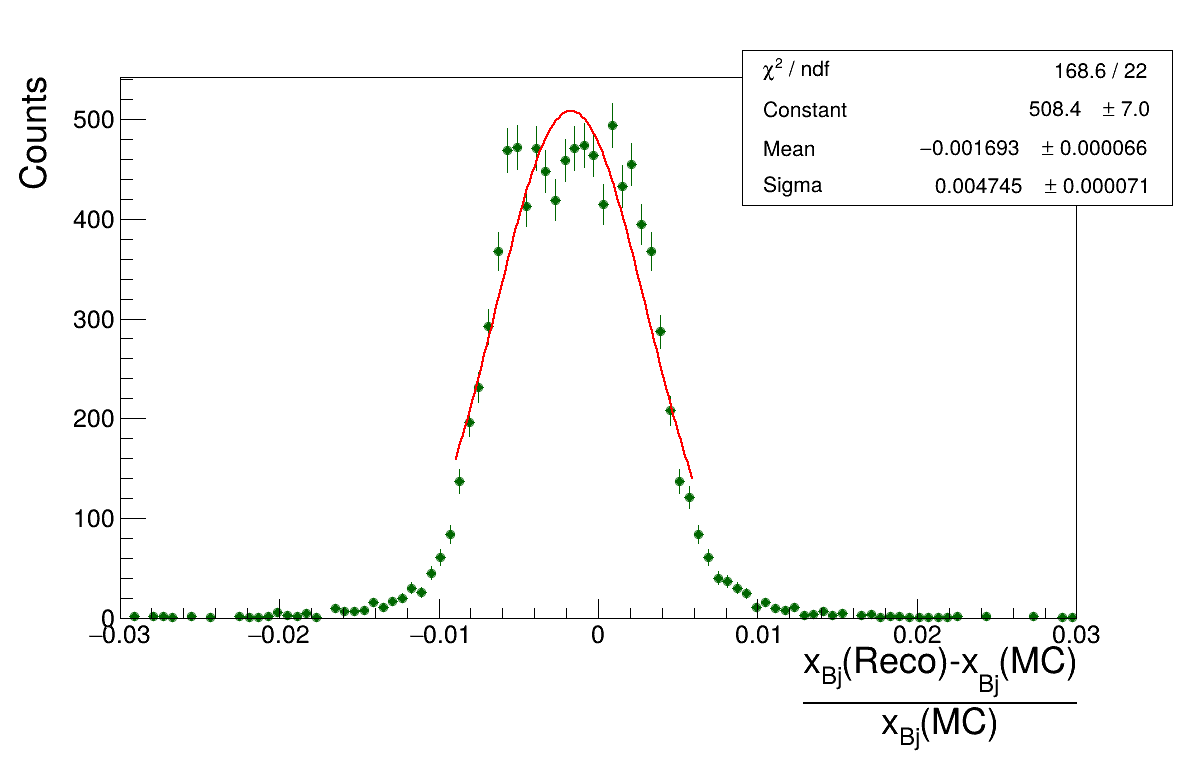 χ² / ndf 168.6 / 22
Constant 508.4 ± 7.0
Mean −0.001693 ± 0.000066
Sigma 0.004745 ± 0.000071
Counts
500
400
300
200
100
0
−0.03 −0.02 −0.01 0 0.01 0.02 0.03
x_Bj(Reco)-x_Bj(MC)
x_Bj(MC)